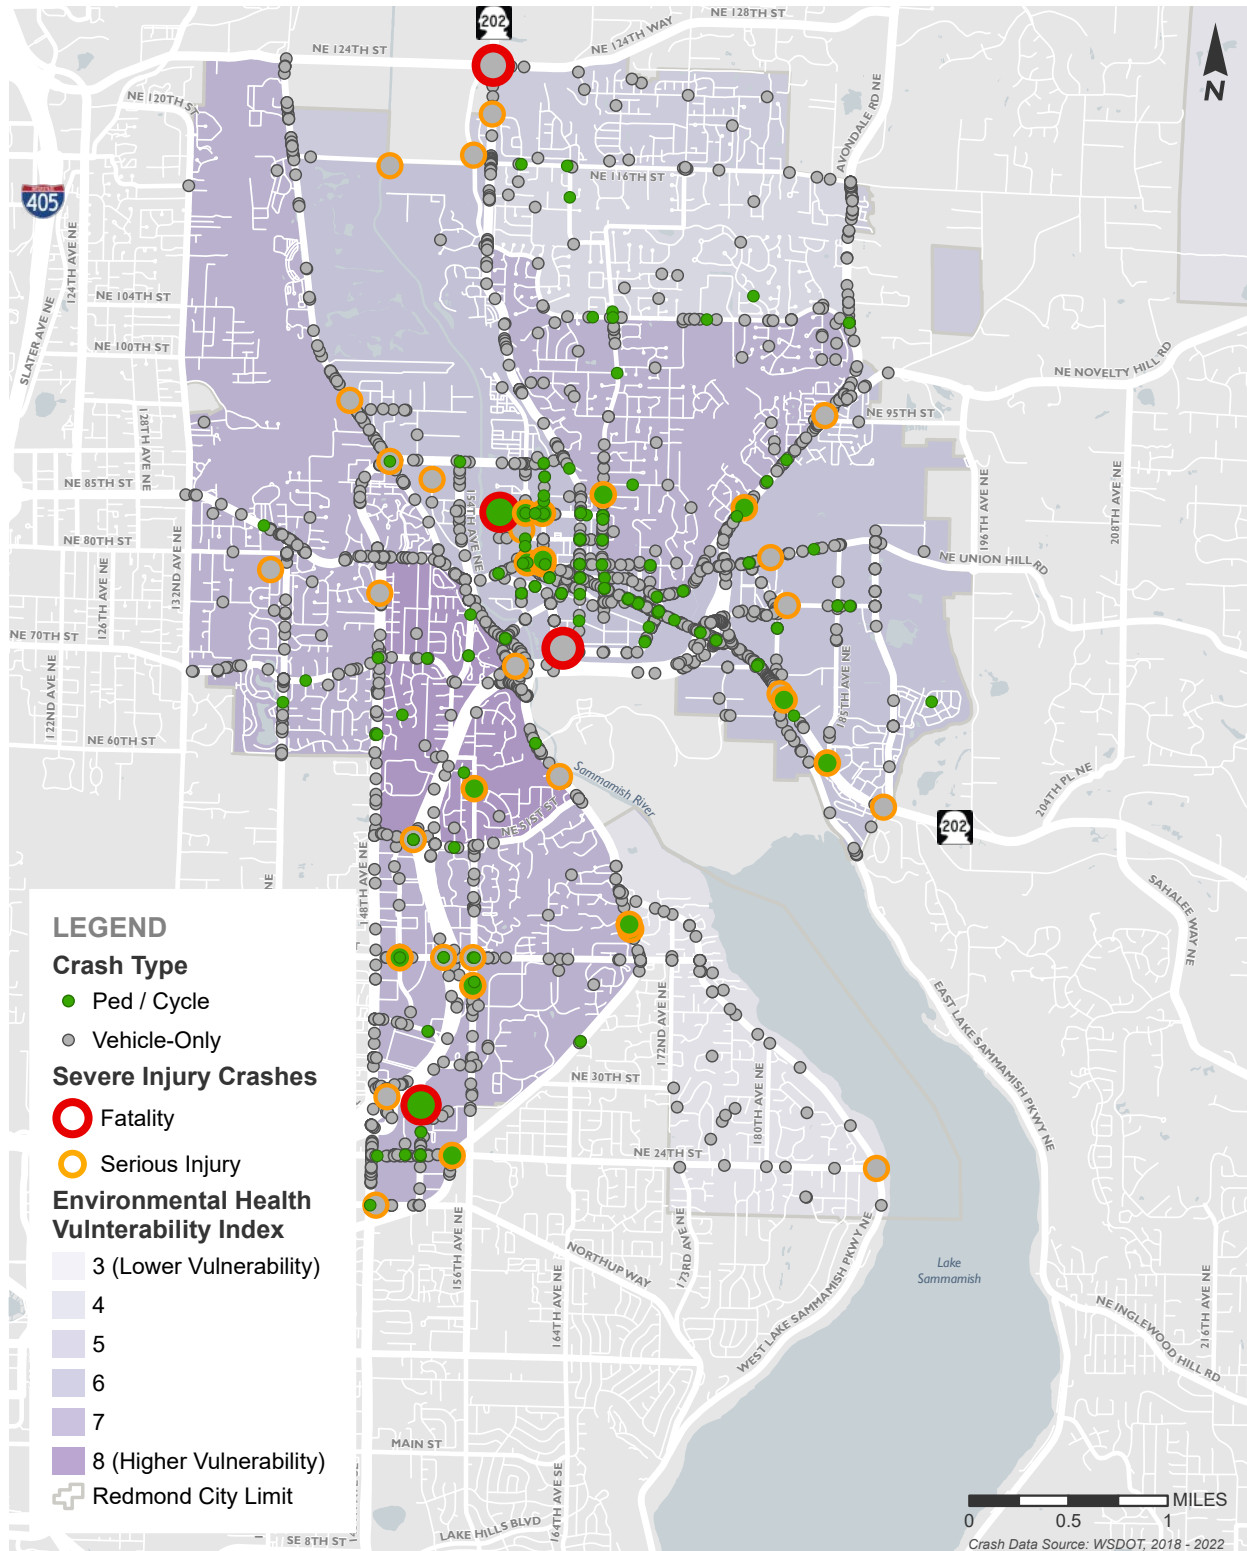 202
NE 128TH ST
NE 124TH WAY
NE 124TH ST
N
NE 120TH ST
AVONDALE RD NE
NE 116TH ST
405
124TH AVE NE
NE 104TH ST
SLATER AVE NE
NE 100TH ST
NE NOVELTY HILL RD
128TH AVE NE
NE 95TH ST
NE 85TH ST
154TH AVE NE
196TH AVE NE
208TH AVE NE
NE 80TH ST
132ND AVE NE
NE UNION HILL RD
126TH AVE NE
NE 70TH ST
122ND AVE NE
185TH AVE NE
NE 60TH ST
Sammamish River
204TH PL NE
NE 51ST ST
202
148TH AVE NE
NE
SAHALEE WAY NE
LEGEND
Crash Type
Ped / Cycle
Vehicle-Only
Severe Injury Crashes
Fatality
Serious Injury
Environmental Health
Vulnterability Index
3 (Lower Vulnerability)
4
5
6
7
8 (Higher Vulnerability)
Redmond City Limit
172ND AVE NE
EAST LAKE SAMMAMISH PKWY NE
NE 30TH ST
180TH AVE NE
NE 24TH ST
156TH AVE NE
173RD AVE NE
NORTHUP WAY
WEST LAKE SAMMAMISH PKWY NE
Lake
Sammamish
164TH AVE NE
216TH AVE NE
NE INGLEWOOD HILL RD
MAIN ST
164TH AVE SE
LAKE HILLS BLVD
SE 8TH ST
MILES
0 0.5 1
Crash Data Source: WSDOT, 2018 - 2022